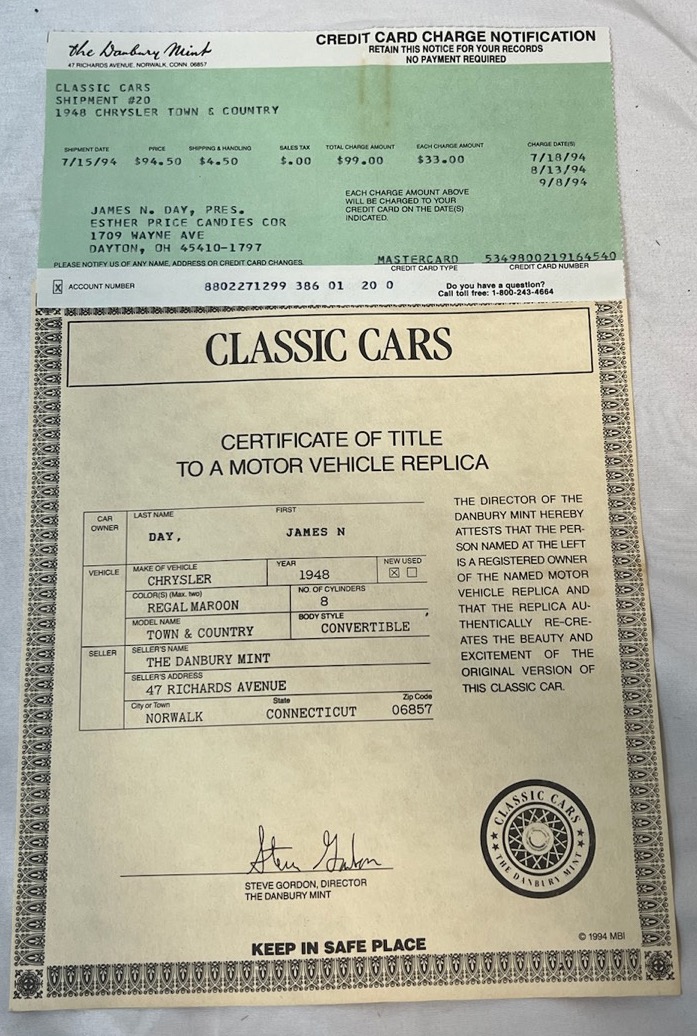 the Danbury Mint
47 RICHARDS AVENUE, NORWALK, CONN. 06857
CREDIT CARD CHARGE NOTIFICATION
RETAIN THIS NOTICE FOR YOUR RECORDS
NO PAYMENT REQUIRED
CLASSIC CARS
SHIPMENT #20
1948 CHRYSLER TOWN & COUNTRY
SHIPMENT DATE PRICE SHIPPING & HANDLING SALES TAX TOTAL CHARGE AMOUNT EACH CHARGE AMOUNT CHARGE DATE(S)
7/15/94 $94.50 $4.50 $.00 $99.00 $33.00 7/18/94
8/13/94
9/8/94
EACH CHARGE AMOUNT ABOVE
WILL BE CHARGED TO YOUR
CREDIT CARD ON THE DATE(S)
INDICATED.
JAMES N. DAY, PRES.
ESTHER PRICE CANDIES COR
1709 WAYNE AVE
DAYTON, OH 45410-1797
PLEASE NOTIFY US OF ANY NAME, ADDRESS OR CREDIT CARD CHANGES.
MASTERCARD 5349800219164540
CREDIT CARD TYPE CREDIT CARD NUMBER
X ACCOUNT NUMBER 8802271299 386 01 20 0
Do you have a question?
Call toll free: 1-800-243-4664
CLASSIC CARS
CERTIFICATE OF TITLE
TO A MOTOR VEHICLE REPLICA
CAR OWNER
LAST NAME FIRST
DAY, JAMES N
VEHICLE
MAKE OF VEHICLE YEAR NEW USED
CHRYSLER 1948 X
COLOR(S) (Max. two) NO. OF CYLINDERS
REGAL MAROON 8
MODEL NAME BODY STYLE
TOWN & COUNTRY CONVERTIBLE
SELLER
SELLER'S NAME
THE DANBURY MINT
SELLER'S ADDRESS
47 RICHARDS AVENUE
City or Town State Zip Code
NORWALK CONNECTICUT 06857
THE DIRECTOR OF THE
DANBURY MINT HEREBY
ATTESTS THAT THE PER-
SON NAMED AT THE LEFT
IS A REGISTERED OWNER
OF THE NAMED MOTOR
VEHICLE REPLICA AND
THAT THE REPLICA AU-
THENTICALLY RE-CRE-
ATES THE BEAUTY AND
EXCITEMENT OF THE
ORIGINAL VERSION OF
THIS CLASSIC CAR.
Steve Gordon
STEVE GORDON, DIRECTOR
THE DANBURY MINT
CLASSIC CARS
THE DANBURY MINT
© 1994 MBI
KEEP IN SAFE PLACE